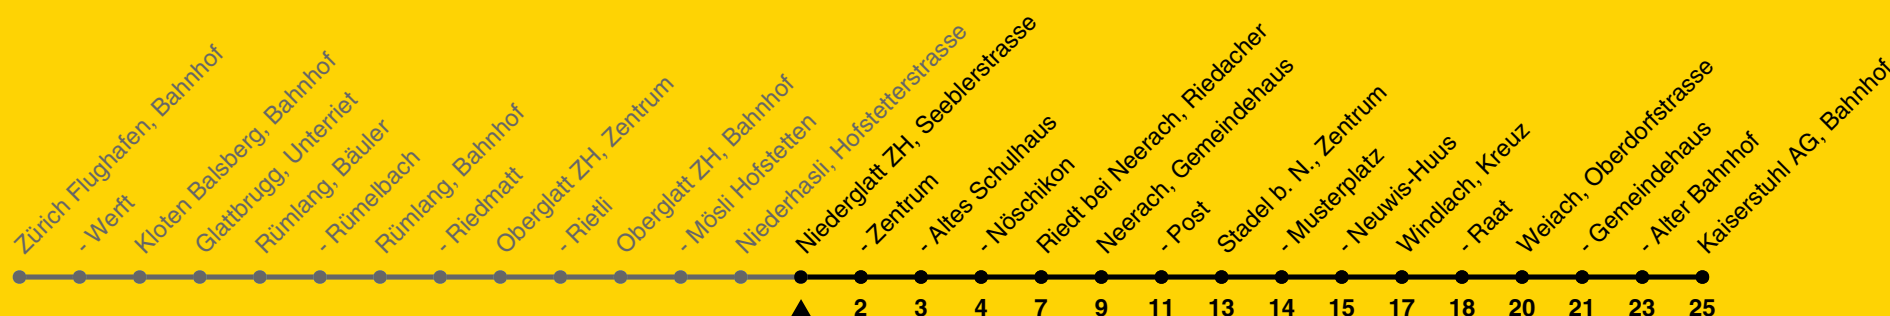 Zürich Flughafen, Bahnhof
- Werft
Kloten Balsberg, Bahnhof
Glattbrugg, Unterriet
Rümlang, Bäuler
- Rümelbach
Rümlang, Bahnhof
- Riedmatt
Oberglatt ZH, Zentrum
- Rietli
Oberglatt ZH, Bahnhof
- Mösli Hofstetten
Niederhasli, Hofstetterstrasse
Niederglatt ZH, Seeblerstrasse
- Zentrum
- Altes Schulhaus
- Nöschikon
Riedt bei Neerach, Riedacher
Neerach, Gemeindehaus
- Post
Stadel b. N., Zentrum
- Musterplatz
- Neuwis-Huus
Windlach, Kreuz
- Raat
Weiach, Oberdorfstrasse
- Gemeindehaus
- Alter Bahnhof
Kaiserstuhl AG, Bahnhof
2 3 4 7 9 11 13 14 15 17 18 20 21 23 25